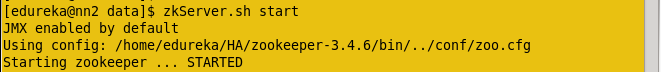 [edureka@nn2 data]$ zkServer.sh start
JMX enabled by default
Using config: /home/edureka/HA/zookeeper-3.4.6/bin/../conf/zoo.cfg
Starting zookeeper ... STARTED